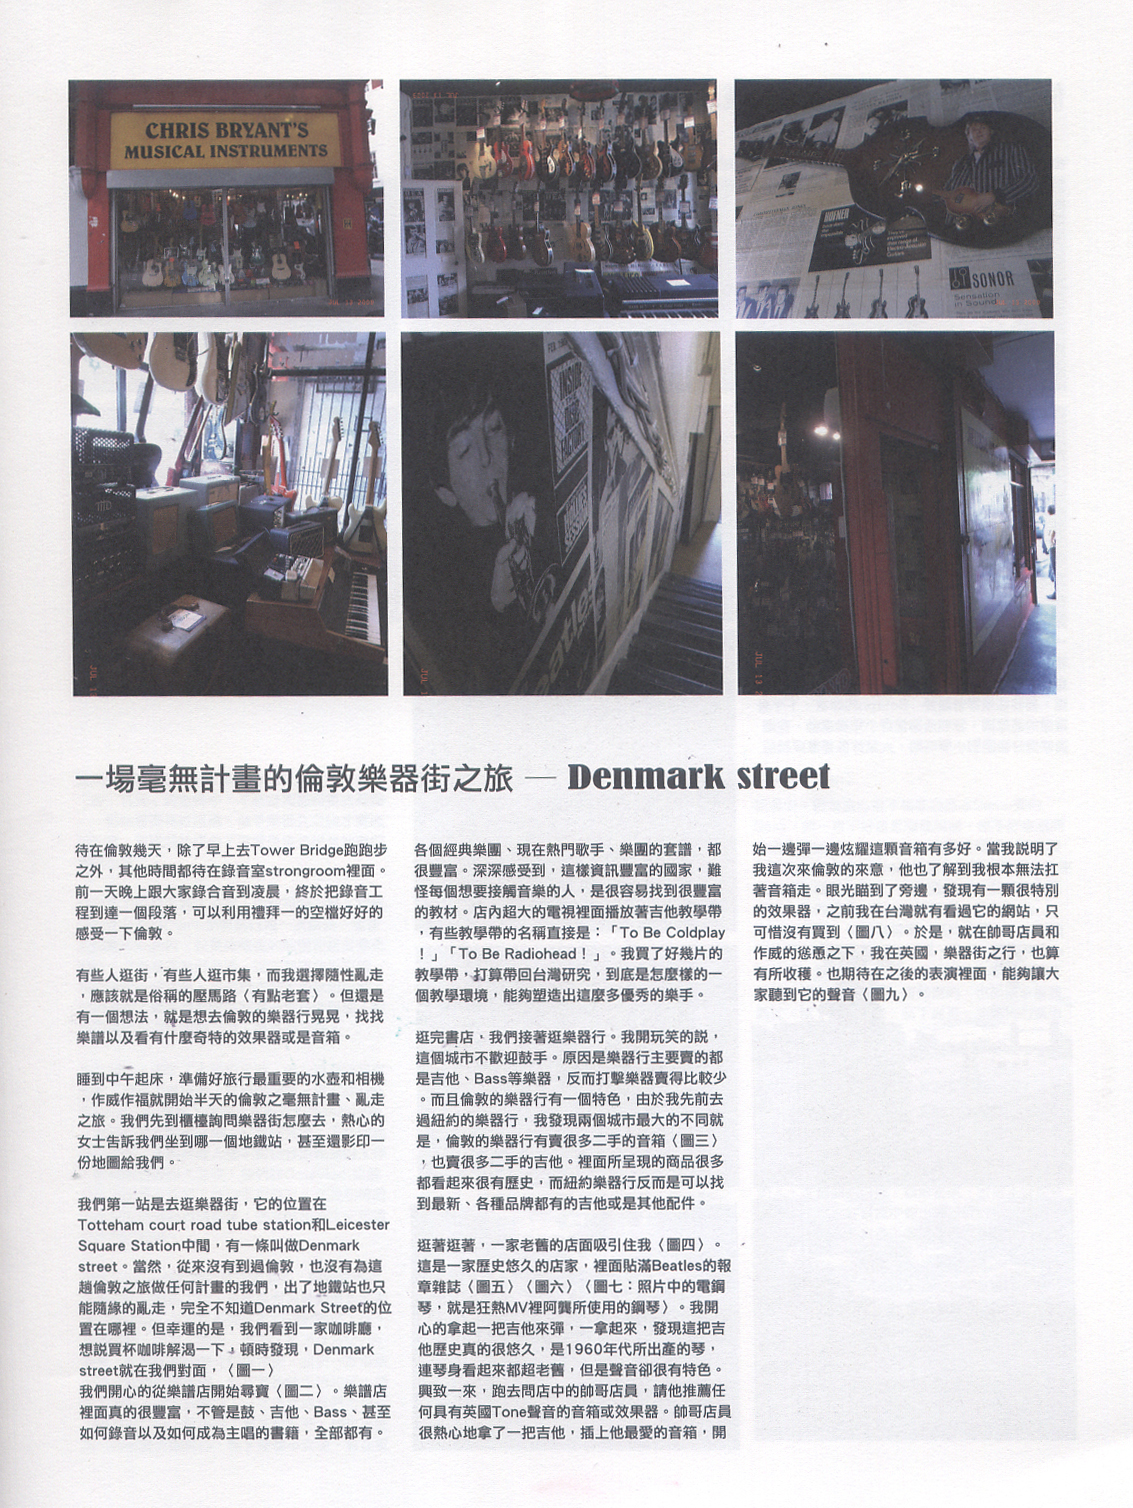 CHRIS BRYANT'S
MUSICAL INSTRUMENTS
HOFNER
SONOR
Sensation
in Sound
INSIDE
JUL 13
一場毫無計畫的倫敦樂器街之旅 — Denmark street
待在倫敦幾天，除了早上去Tower Bridge跑跑步
之外，其他時間都待在錄音室strongroom裡面。
前一天晚上跟大家錄合音到凌晨，終於把錄音工
程到達一個段落，可以利用禮拜一的空檔好好的
感受一下倫敦。
有些人逛街，有些人逛市集，而我選擇隨性亂走
，應該就是俗稱的壓馬路〈有點老套〉。但還是
有一個想法，就是想去倫敦的樂器行晃晃，找找
樂譜以及看有什麼奇特的效果器或是音箱。
睡到中午起床，準備好旅行最重要的水壺和相機
，作威作福就開始半天的倫敦之毫無計畫、亂走
之旅。我們先到櫃檯詢問樂器街怎麼去，熱心的
女士告訴我們坐到哪一個地鐵站，甚至還影印一
份地圖給我們。
我們第一站是去逛樂器街，它的位置在
Totteham court road tube station和Leicester
Square Station中間，有一條叫做Denmark
street。當然，從來沒有到過倫敦，也沒有為這
趟倫敦之旅做任何計畫的我們，出了地鐵站也只
能隨緣的亂走，完全不知道Denmark Street的位
置在哪裡。但幸運的是，我們看到一家咖啡廳，
想說買杯咖啡解渴一下，頓時發現，Denmark
street就在我們對面，〈圖一〉
我們開心的從樂譜店開始尋寶〈圖二〉。樂譜店
裡面真的很豐富，不管是鼓、吉他、Bass、甚至
如何錄音以及如何成為主唱的書籍，全部都有。
各個經典樂團、現在熱門歌手、樂團的套譜，都
很豐富。深深感受到，這樣資訊豐富的國家，難
怪每個想要接觸音樂的人，是很容易找到很豐富
的教材。店內超大的電視裡面播放著吉他教學帶
，有些教學帶的名稱直接是：「To Be Coldplay
！」「To Be Radiohead！」。我買了好幾片的
教學帶，打算帶回台灣研究，到底是怎麼樣的一
個教學環境，能夠塑造出這麼多優秀的樂手。
逛完書店，我們接著逛樂器行。我開玩笑的說，
這個城市不歡迎鼓手。原因是樂器行主要賣的都
是吉他、Bass等樂器，反而打擊樂器賣得比較少
。而且倫敦的樂器行有一個特色，由於我先前去
過紐約的樂器行，我發現兩個城市最大的不同就
是，倫敦的樂器行有賣很多二手的音箱〈圖三〉
，也賣很多二手的吉他。裡面所呈現的商品很多
都看起來很有歷史，而紐約樂器行反而是可以找
到最新、各種品牌都有的吉他或是其他配件。
逛著逛著，一家老舊的店面吸引住我〈圖四〉。
這是一家歷史悠久的店家，裡面貼滿Beatles的報
章雜誌〈圖五〉〈圖六〉〈圖七：照片中的電鋼
琴，就是狂熱MV裡阿龔所使用的鋼琴〉。我開
心的拿起一把吉他來彈，一拿起來，發現這把吉
他歷史真的很悠久，是1960年代所出產的琴，
連琴身看起來都超老舊，但是聲音卻很有特色。
興致一來，跑去問店中的帥哥店員，請他推薦任
何具有英國Tone聲音的音箱或效果器。帥哥店員
很熱心地拿了一把吉他，插上他最愛的音箱，開
始一邊彈一邊炫耀這顆音箱有多好。當我說明了
我這次來倫敦的來意，他也了解到我根本無法扛
著音箱走。眼光瞄到了旁邊，發現有一顆很特別
的效果器，之前我在台灣就有看過它的網站，只
可惜沒有買到〈圖八〉。於是，就在帥哥店員和
作威的慫恿之下，我在英國，樂器街之行，也算
有所收穫。也期待在之後的表演裡面，能夠讓大
家聽到它的聲音〈圖九〉。